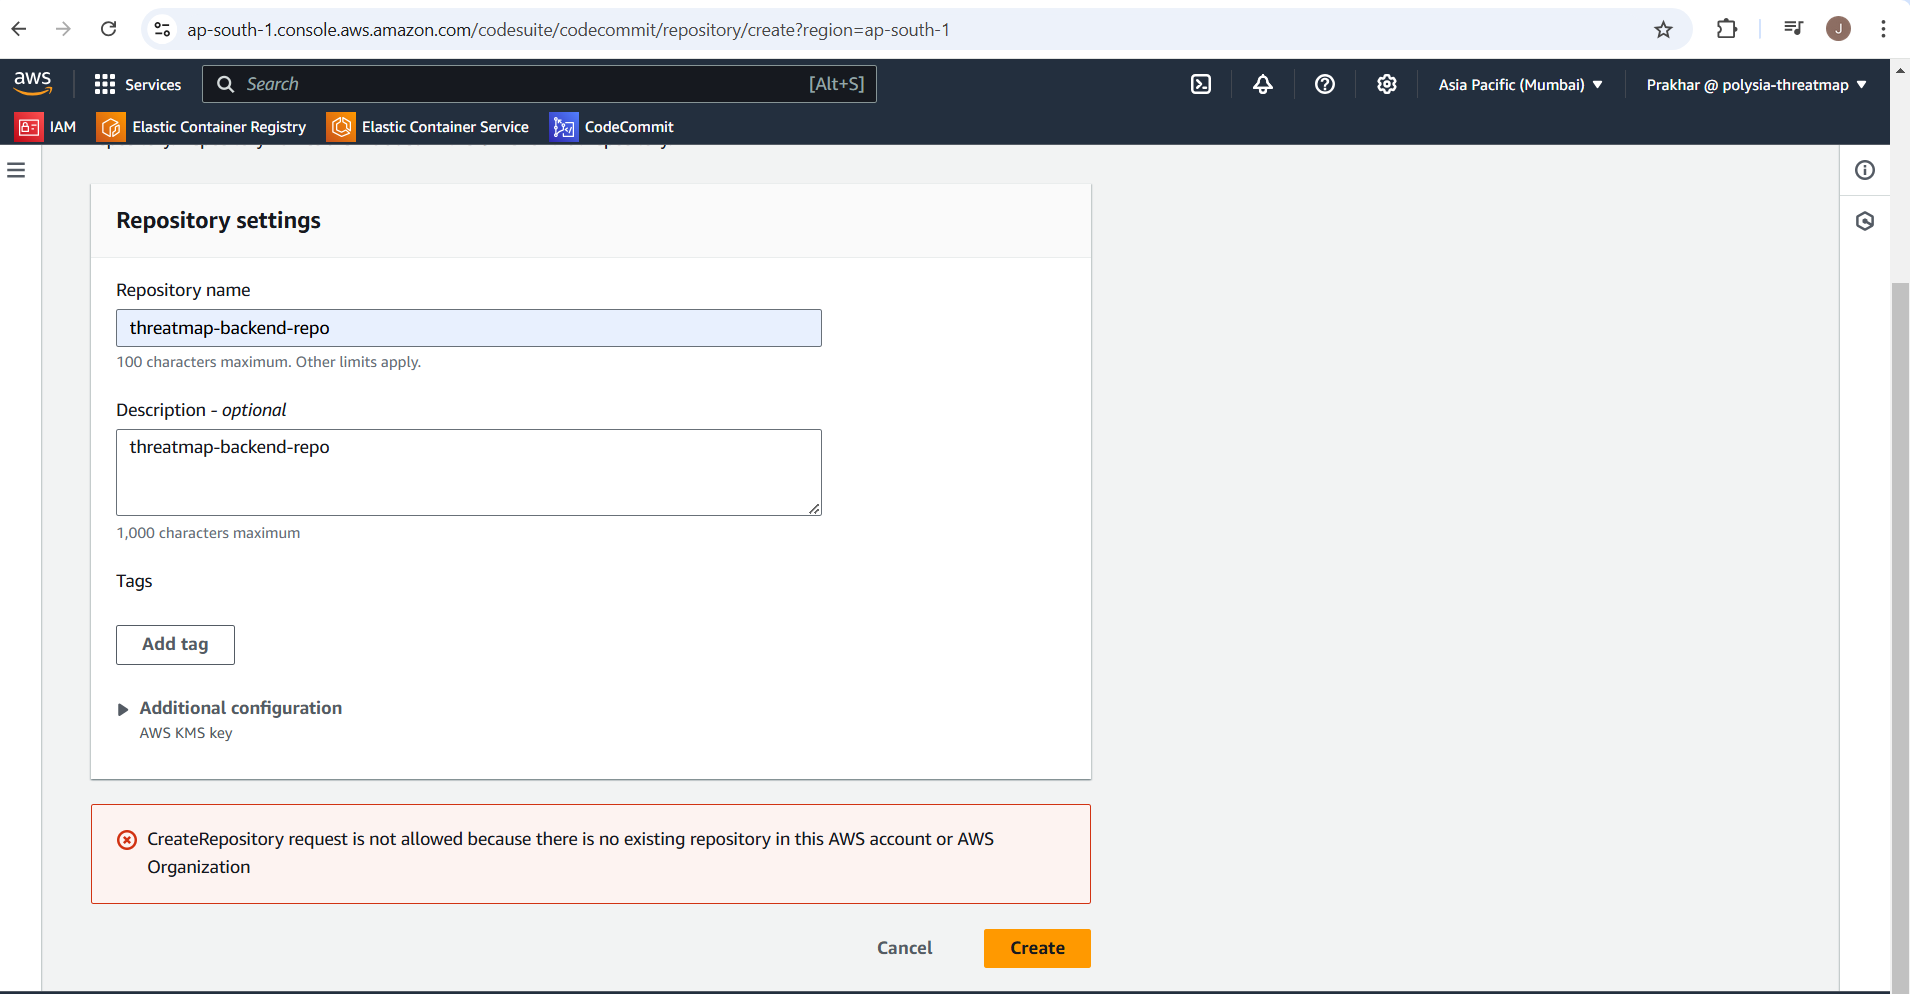 ap-south-1.console.aws.amazon.com/codesuite/codecommit/repository/create?region=ap-south-1
J
aws
Services
Search
[Alt+S]
Asia Pacific (Mumbai)
Prakhar @ polysia-threatmap
IAM
Elastic Container Registry
Elastic Container Service
CodeCommit
Repository settings
Repository name
threatmap-backend-repo
100 characters maximum. Other limits apply.
Description - optional
threatmap-backend-repo
1,000 characters maximum
Tags
Add tag
Additional configuration
AWS KMS key
CreateRepository request is not allowed because there is no existing repository in this AWS account or AWS
Organization
Cancel
Create